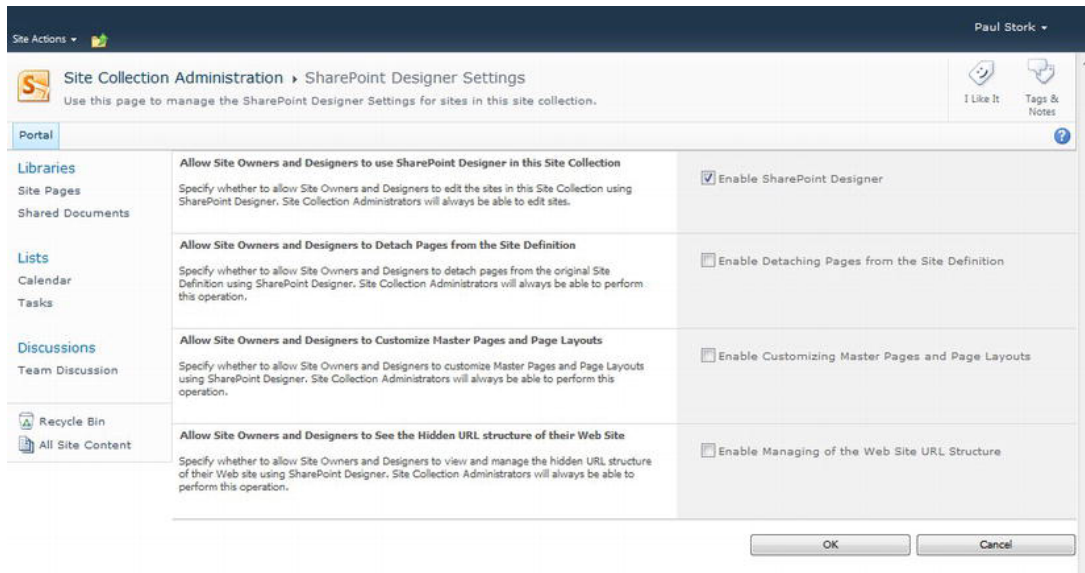 Paul Stork
Site Actions
Site Collection Administration › SharePoint Designer Settings
Use this page to manage the SharePoint Designer Settings for sites in this site collection.
I Like It
Tags &
Notes
Portal
Libraries
Site Pages
Shared Documents
Lists
Calendar
Tasks
Discussions
Team Discussion
Recycle Bin
All Site Content
Allow Site Owners and Designers to use SharePoint Designer in this Site Collection
Specify whether to allow Site Owners and Designers to edit the sites in this Site Collection using
SharePoint Designer. Site Collection Administrators will always be able to edit sites.
Enable SharePoint Designer
Allow Site Owners and Designers to Detach Pages from the Site Definition
Specify whether to allow Site Owners and Designers to detach pages from the original Site
Definition using SharePoint Designer. Site Collection Administrators will always be able to perform
this operation.
Enable Detaching Pages from the Site Definition
Allow Site Owners and Designers to Customize Master Pages and Page Layouts
Specify whether to allow Site Owners and Designers to customize Master Pages and Page Layouts
using SharePoint Designer. Site Collection Administrators will always be able to perform this
operation.
Enable Customizing Master Pages and Page Layouts
Allow Site Owners and Designers to See the Hidden URL structure of their Web Site
Specify whether to allow Site Owners and Designers to view and manage the hidden URL structure
of their Web site using SharePoint Designer. Site Collection Administrators will always be able to
perform this operation.
Enable Managing of the Web Site URL Structure
OK
Cancel